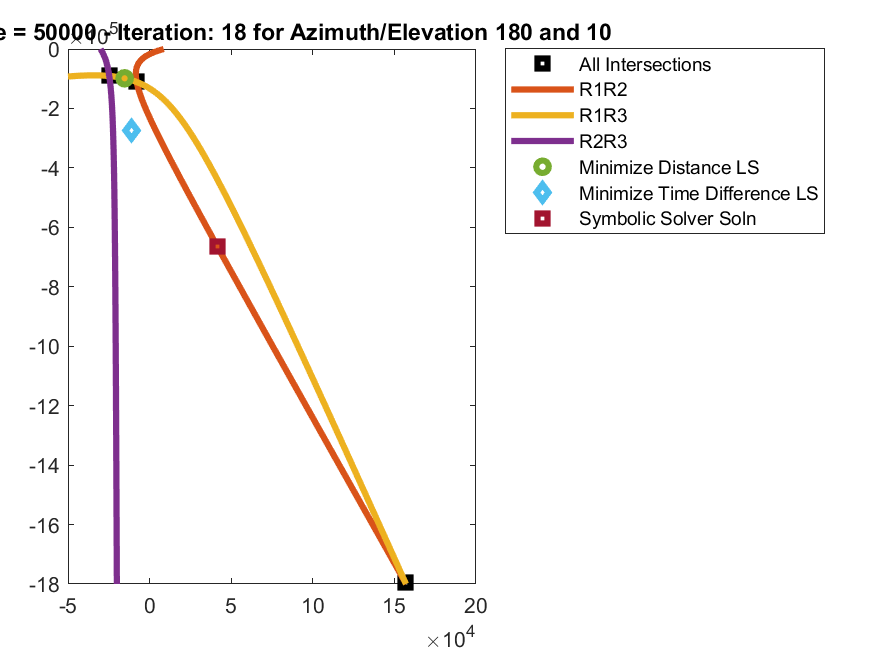 e = 50000 - Iteration: 18 for Azimuth/Elevation 180 and 10
×10^5
0
-2
-4
-6
-8
-10
-12
-14
-16
-18
-5 0 5 10 15 20
×10^4
All Intersections
R1R2
R1R3
R2R3
Minimize Distance LS
Minimize Time Difference LS
Symbolic Solver Soln